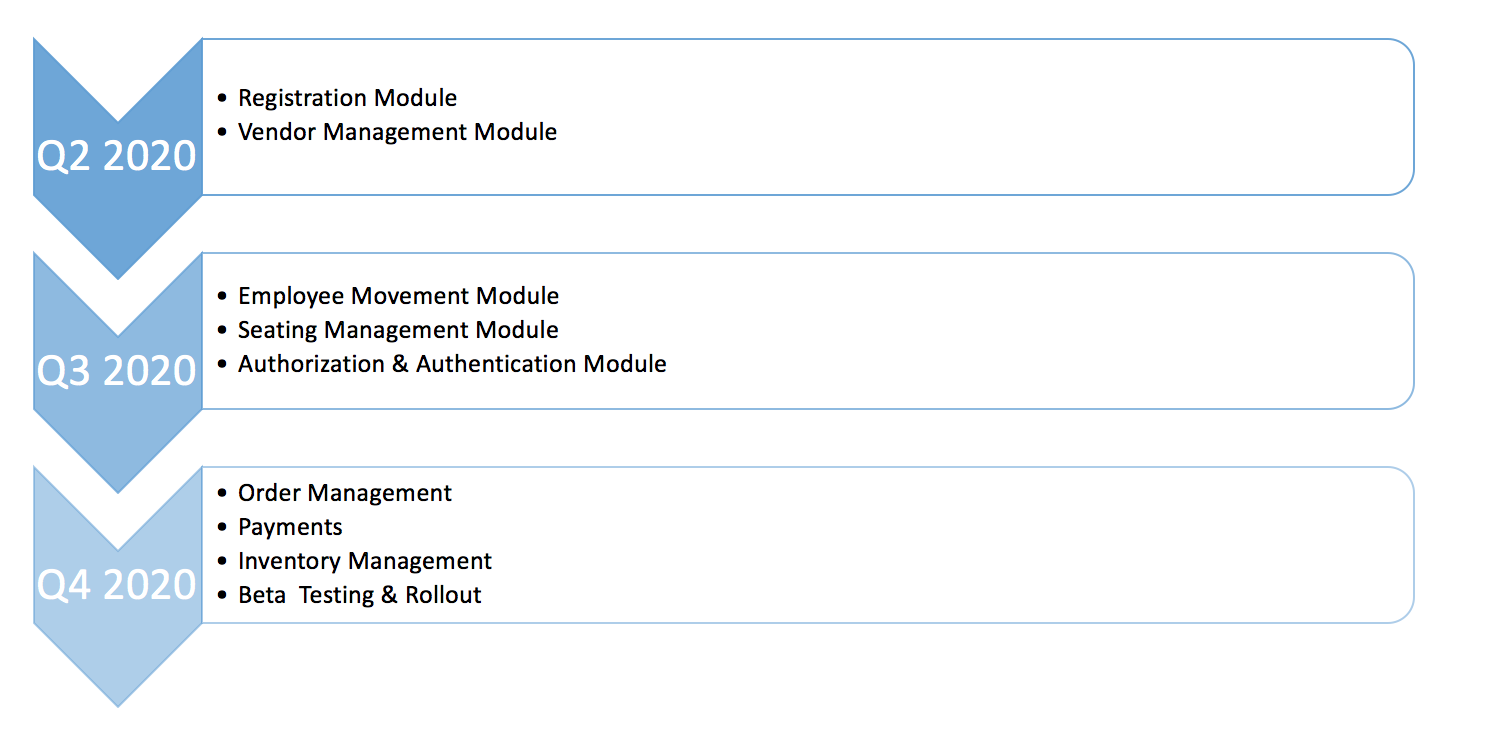 Q2 2020
• Registration Module
• Vendor Management Module
Q3 2020
• Employee Movement Module
• Seating Management Module
• Authorization & Authentication Module
Q4 2020
• Order Management
• Payments
• Inventory Management
• Beta  Testing & Rollout